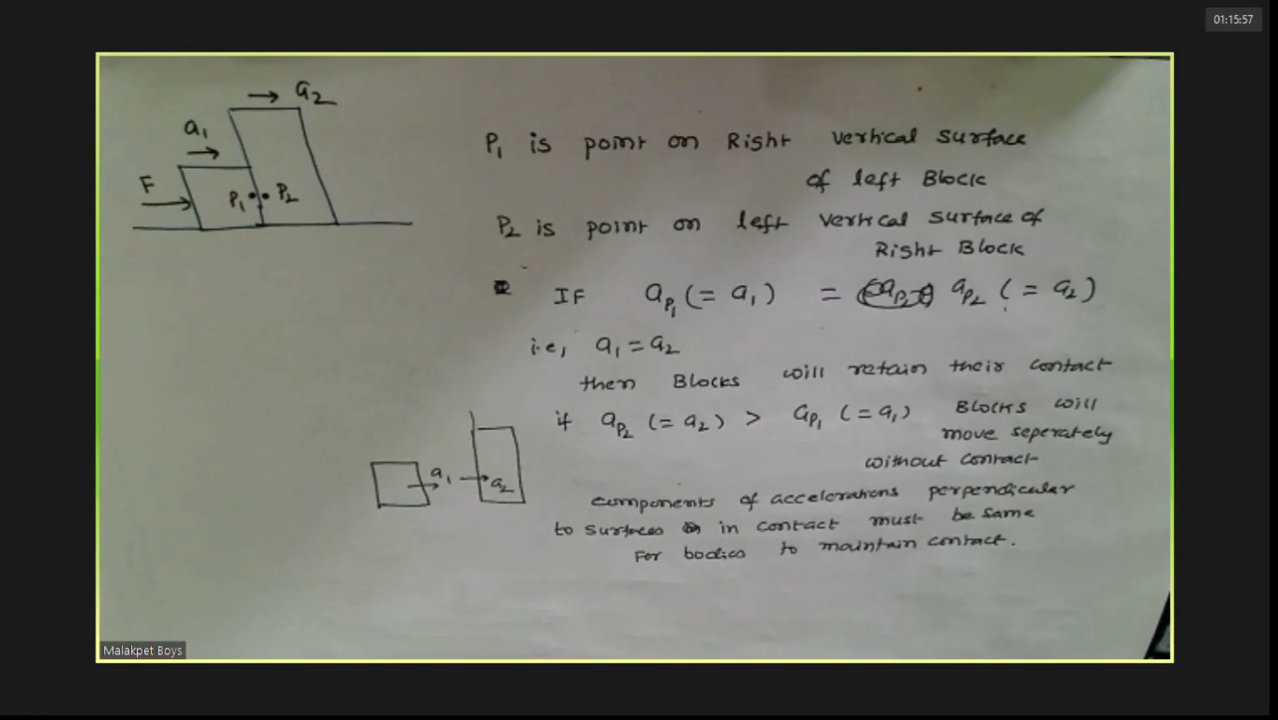 01:15:57
a2
a1
F
P1 P2
P1 is point on Right vertical surface
of left Block
P2 is point on left vertical surface of
Right Block
IF aP1 (= a1) = aP2 (= a2)
i.e, a1 = a2
then Blocks will retain their contact
if aP2 (= a2) > aP1 (= a1) Blocks will
move seperately
without contact
a1 a2
components of accelerations perpendicular
to surfaces in contact must be same
For bodies to maintain contact.
Malakpet Boys